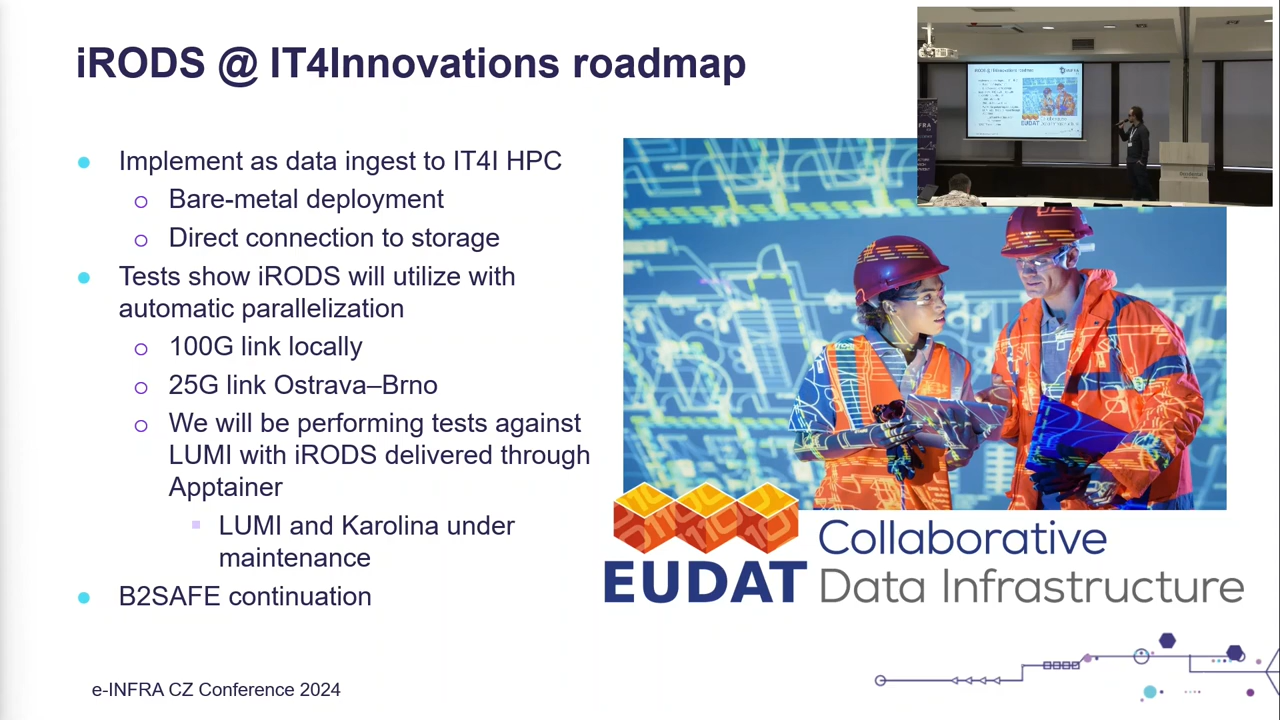 iRODS @ IT4Innovations roadmap
Implement as data ingest to IT4I HPC
Bare-metal deployment
Direct connection to storage
Tests show iRODS will utilize with
automatic parallelization
100G link locally
25G link Ostrava–Brno
We will be performing tests against
LUMI with iRODS delivered through
Apptainer
LUMI and Karolina under
maintenance
B2SAFE continuation
EUDAT
Collaborative
Data Infrastructure
e-INFRA CZ Conference 2024